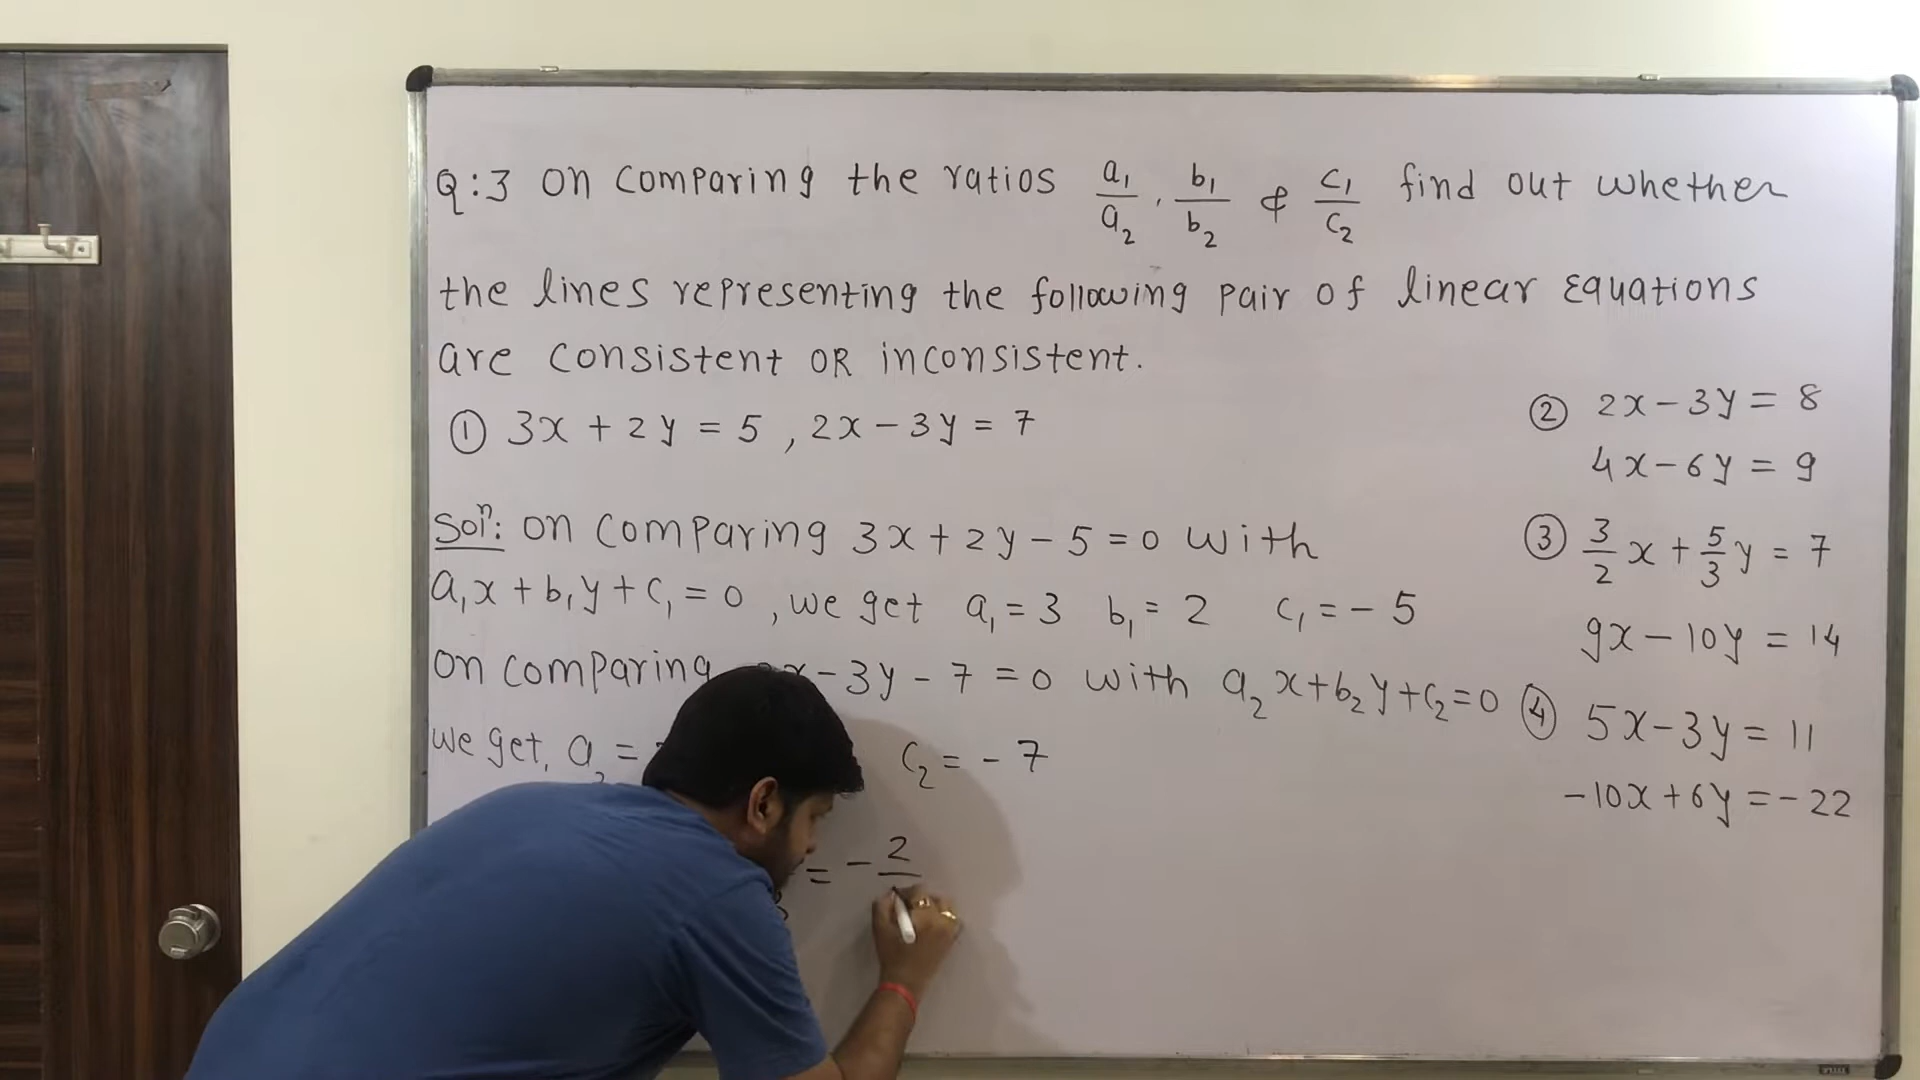 Q:3 On comparing the ratios a₁/a₂, b₁/b₂ & c₁/c₂ find out whether
the lines representing the following pair of linear Equations
are consistent OR inconsistent.
① 3x + 2y = 5 , 2x - 3y = 7
Solⁿ: On comparing 3x + 2y - 5 = 0 with
a₁x + b₁y + c₁ = 0 , we get a₁ = 3 b₁ = 2 c₁ = - 5
On comparing x - 3y - 7 = 0 with a₂x + b₂y + c₂ = 0
we get, a₂ = c₂ = - 7
= - 2/
② 2x - 3y = 8
4x - 6y = 9
③ 3/2 x + 5/3 y = 7
9x - 10y = 14
④ 5x - 3y = 11
-10x + 6y = - 22